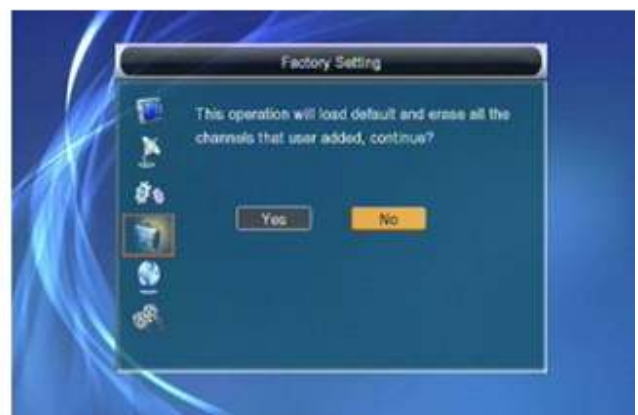 Factory Setting
This operation will load default and erase all the
channels that user added, continue?
Yes
No